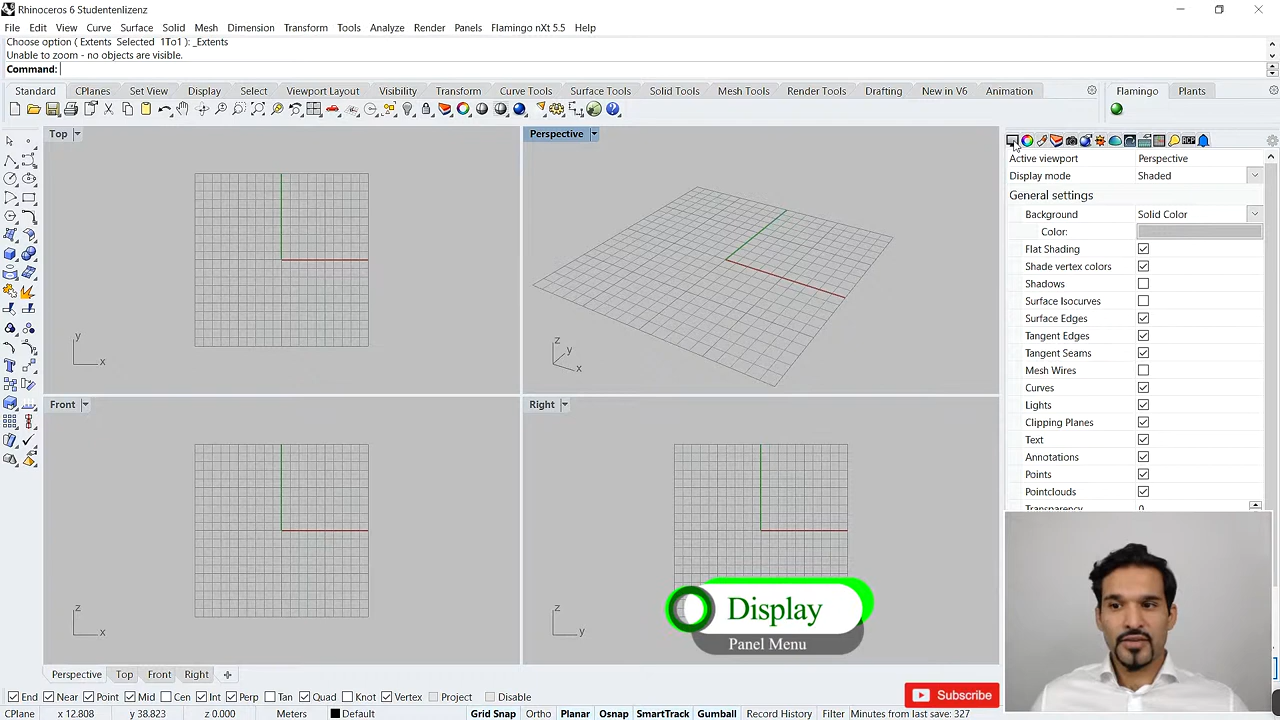 Rhinoceros 6 Studentenlizenz
File Edit View Curve Surface Solid Mesh Dimension Transform Tools Analyze Render Panels Flamingo nXt 5.5 Help
Choose option ( Extents Selected 1To1 ): _Extents
Unable to zoom - no objects are visible.
Command:
Standard CPlanes Set View Display Select Viewport Layout Visibility Transform Curve Tools Surface Tools Solid Tools Mesh Tools Render Tools Drafting New in V6 Animation Flamingo Plants
Top Perspective
Active viewport Perspective
Display mode Shaded
General settings
Background Solid Color
Color:
Flat Shading
Shade vertex colors
Shadows
Surface Isocurves
Surface Edges
Tangent Edges
Tangent Seams
Mesh Wires
Curves
Lights
Clipping Planes
Text
Annotations
Points
Pointclouds
Transparency 0
y
x
z
y
x
Front Right
z
x
z
y
Display
Panel Menu
Perspective Top Front Right
Subscribe
End Near Point Mid Cen Int Perp Tan Quad Knot Vertex Project Disable
CPlane x 12.808 y 38.823 z 0.000 Meters Default Grid Snap Ortho Planar Osnap SmartTrack Gumball Record History Filter Minutes from last save: 327